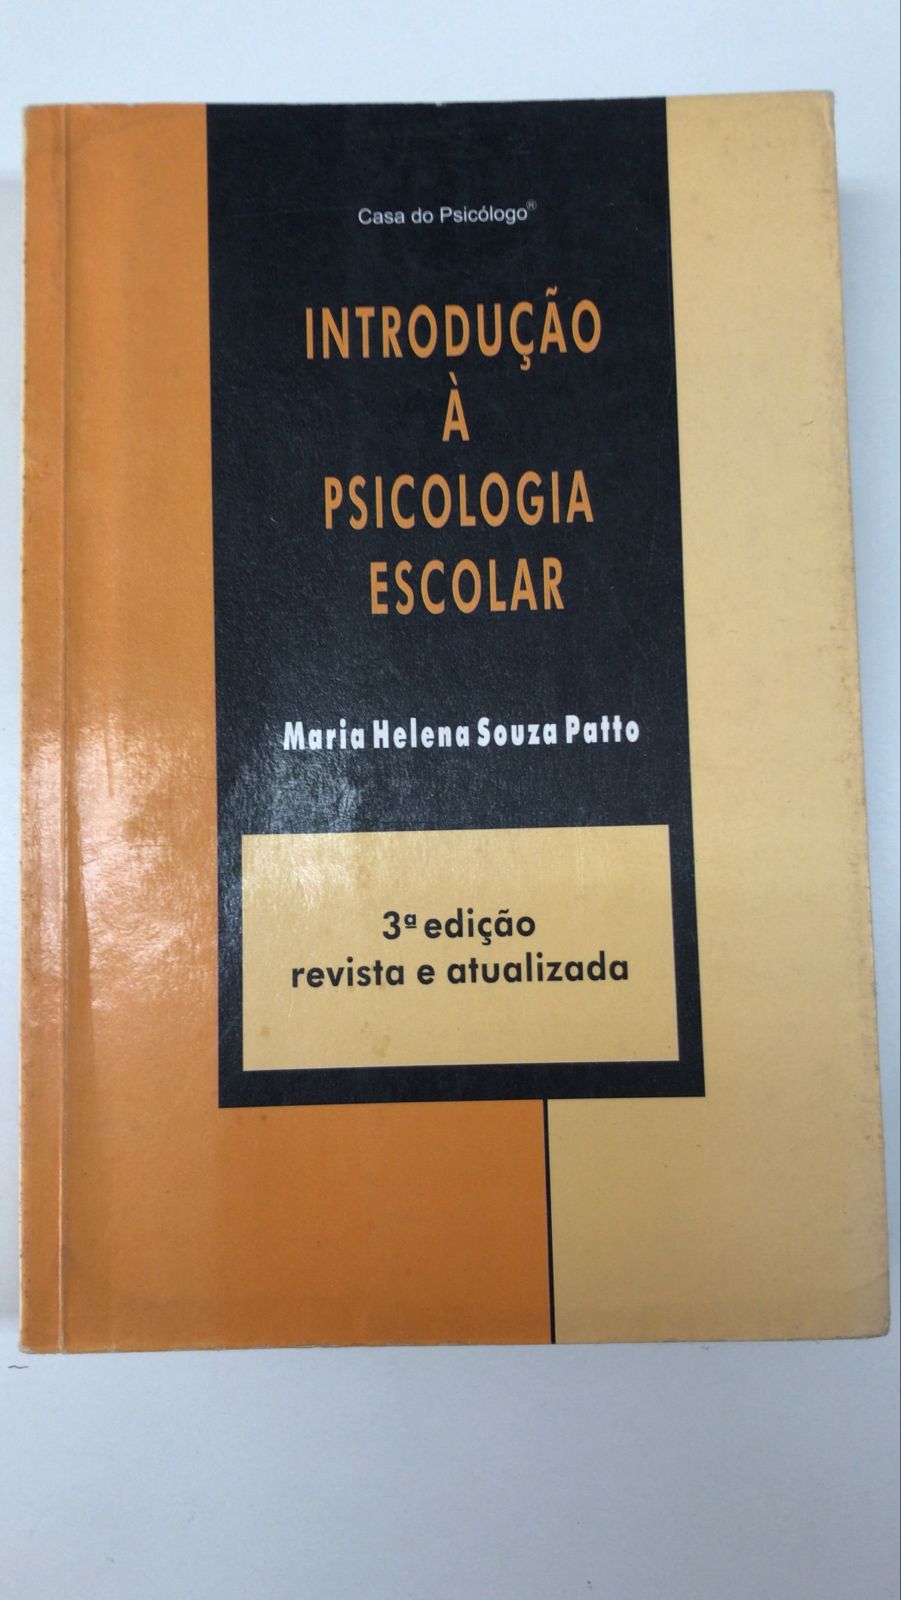 Casa do Psicólogo®
INTRODUÇÃO
À
PSICOLOGIA
ESCOLAR
Maria Helena Souza Patto
3ª edição
revista e atualizada